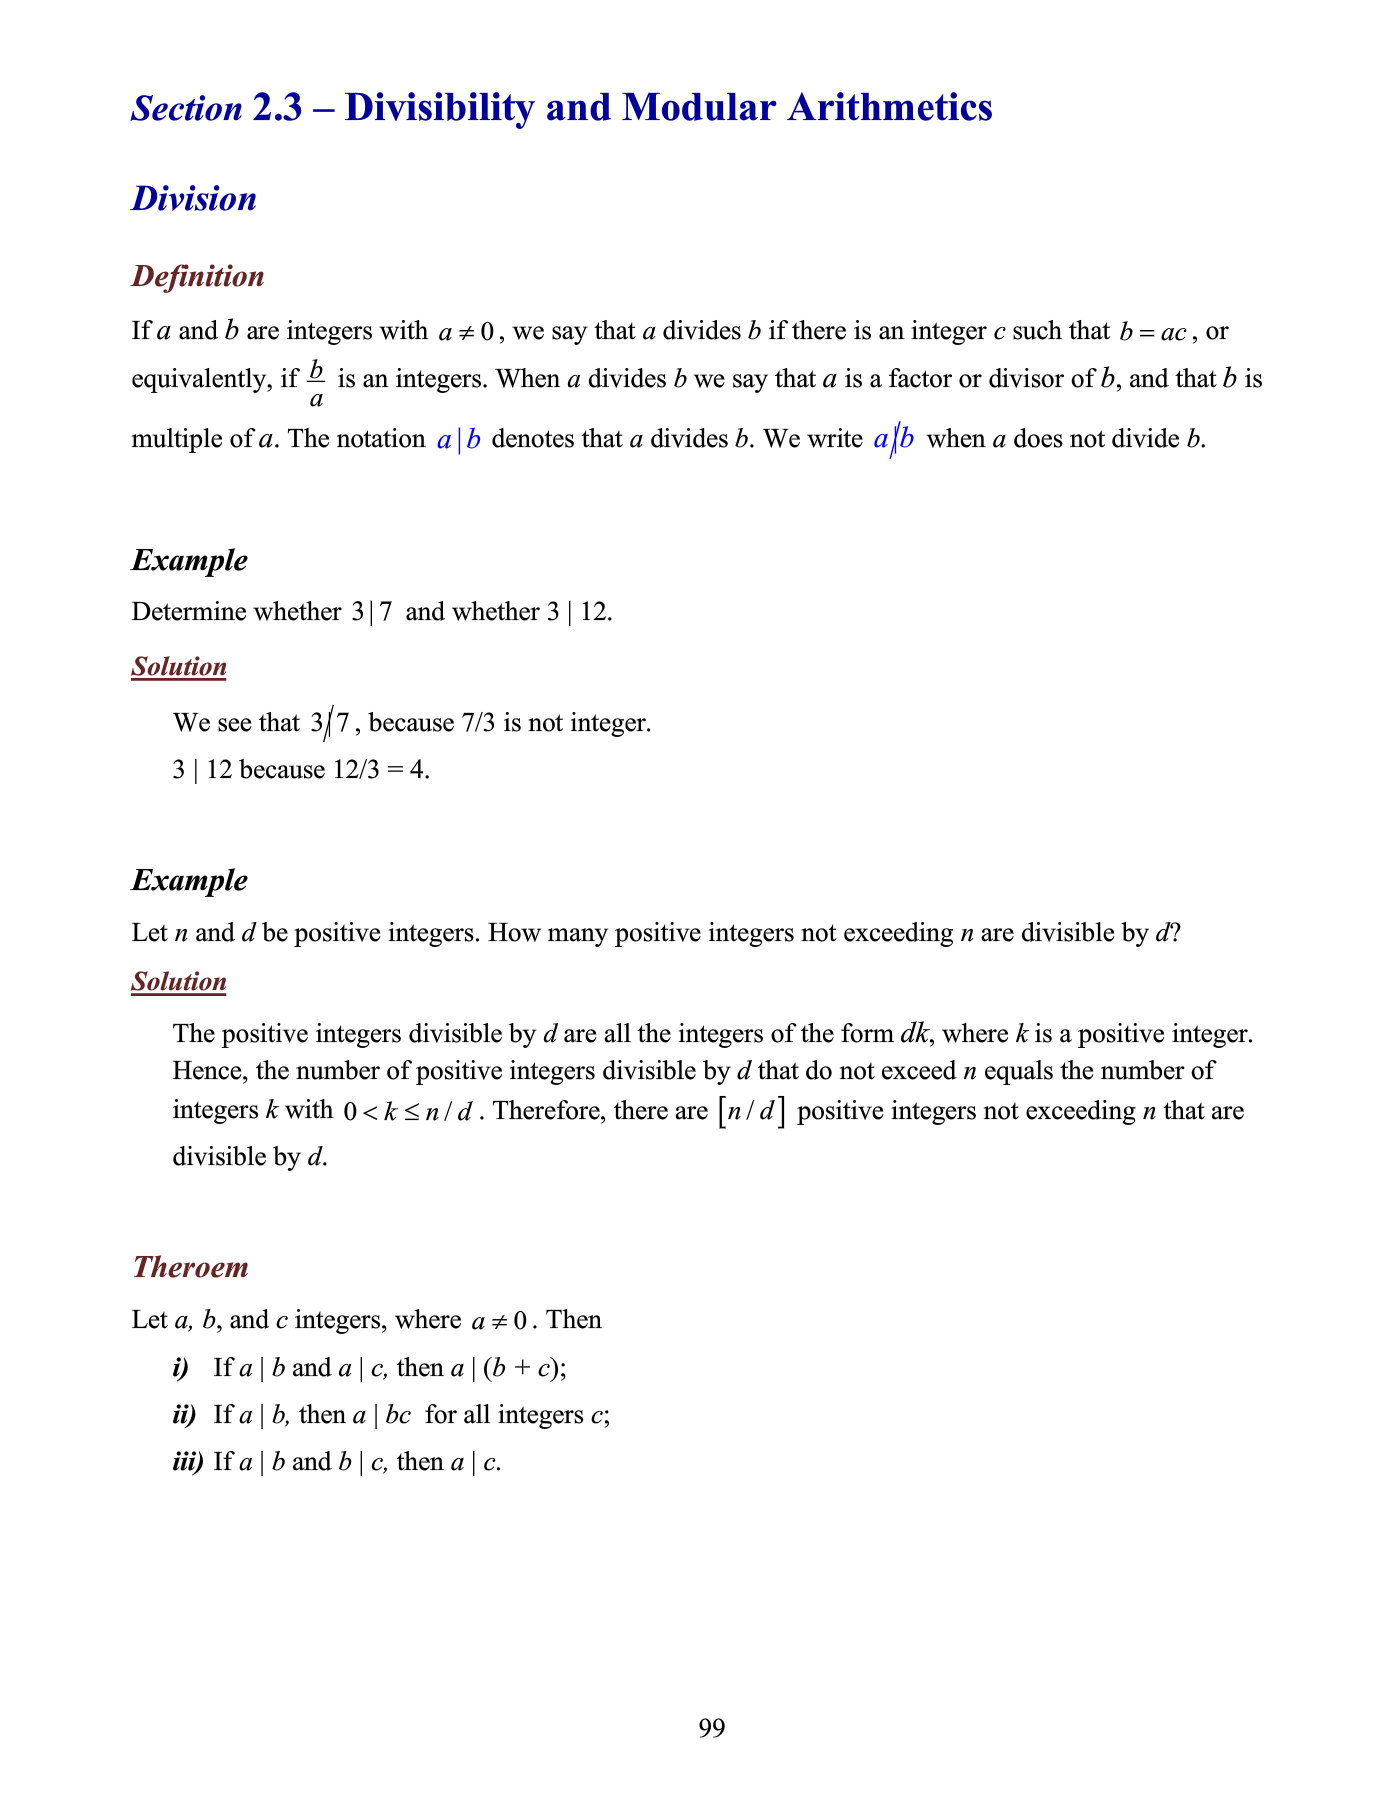 Section 2.3 – Divisibility and Modular Arithmetics
Division
Definition
If a and b are integers with a ≠ 0, we say that a divides b if there is an integer c such that b = ac, or
equivalently, if b/a is an integers. When a divides b we say that a is a factor or divisor of b, and that b is
multiple of a. The notation a | b denotes that a divides b. We write a ∤ b when a does not divide b.
Example
Determine whether 3 | 7 and whether 3 | 12.
Solution
We see that 3 ∤ 7, because 7/3 is not integer.
3 | 12 because 12/3 = 4.
Example
Let n and d be positive integers. How many positive integers not exceeding n are divisible by d?
Solution
The positive integers divisible by d are all the integers of the form dk, where k is a positive integer.
Hence, the number of positive integers divisible by d that do not exceed n equals the number of
integers k with 0 < k ≤ n / d. Therefore, there are [n / d] positive integers not exceeding n that are
divisible by d.
Theroem
Let a, b, and c integers, where a ≠ 0. Then
i) If a | b and a | c, then a | (b + c);
ii) If a | b, then a | bc for all integers c;
iii) If a | b and b | c, then a | c.
99